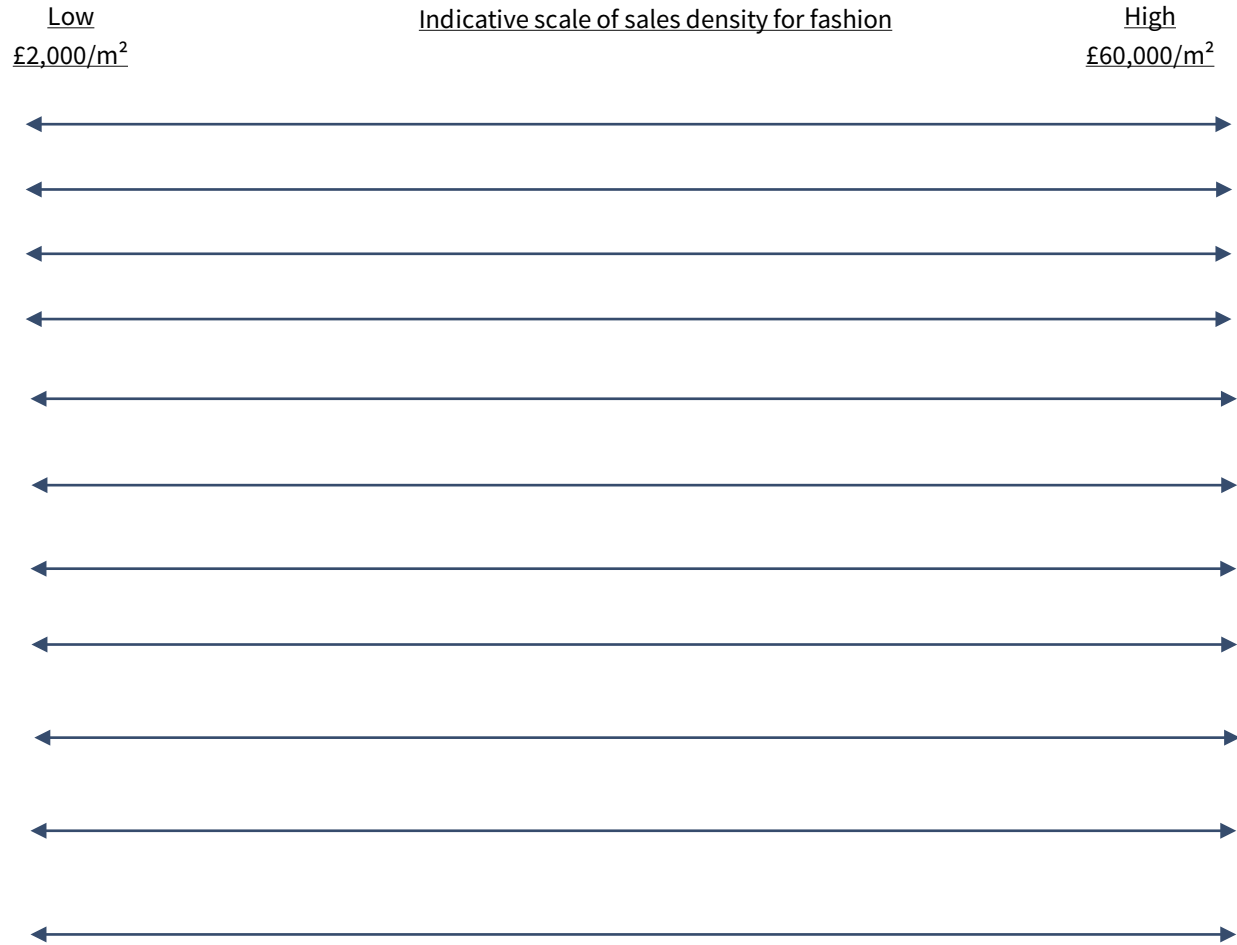 Low
Indicative scale of sales density for fashion
High
£2,000/m²
£60,000/m²